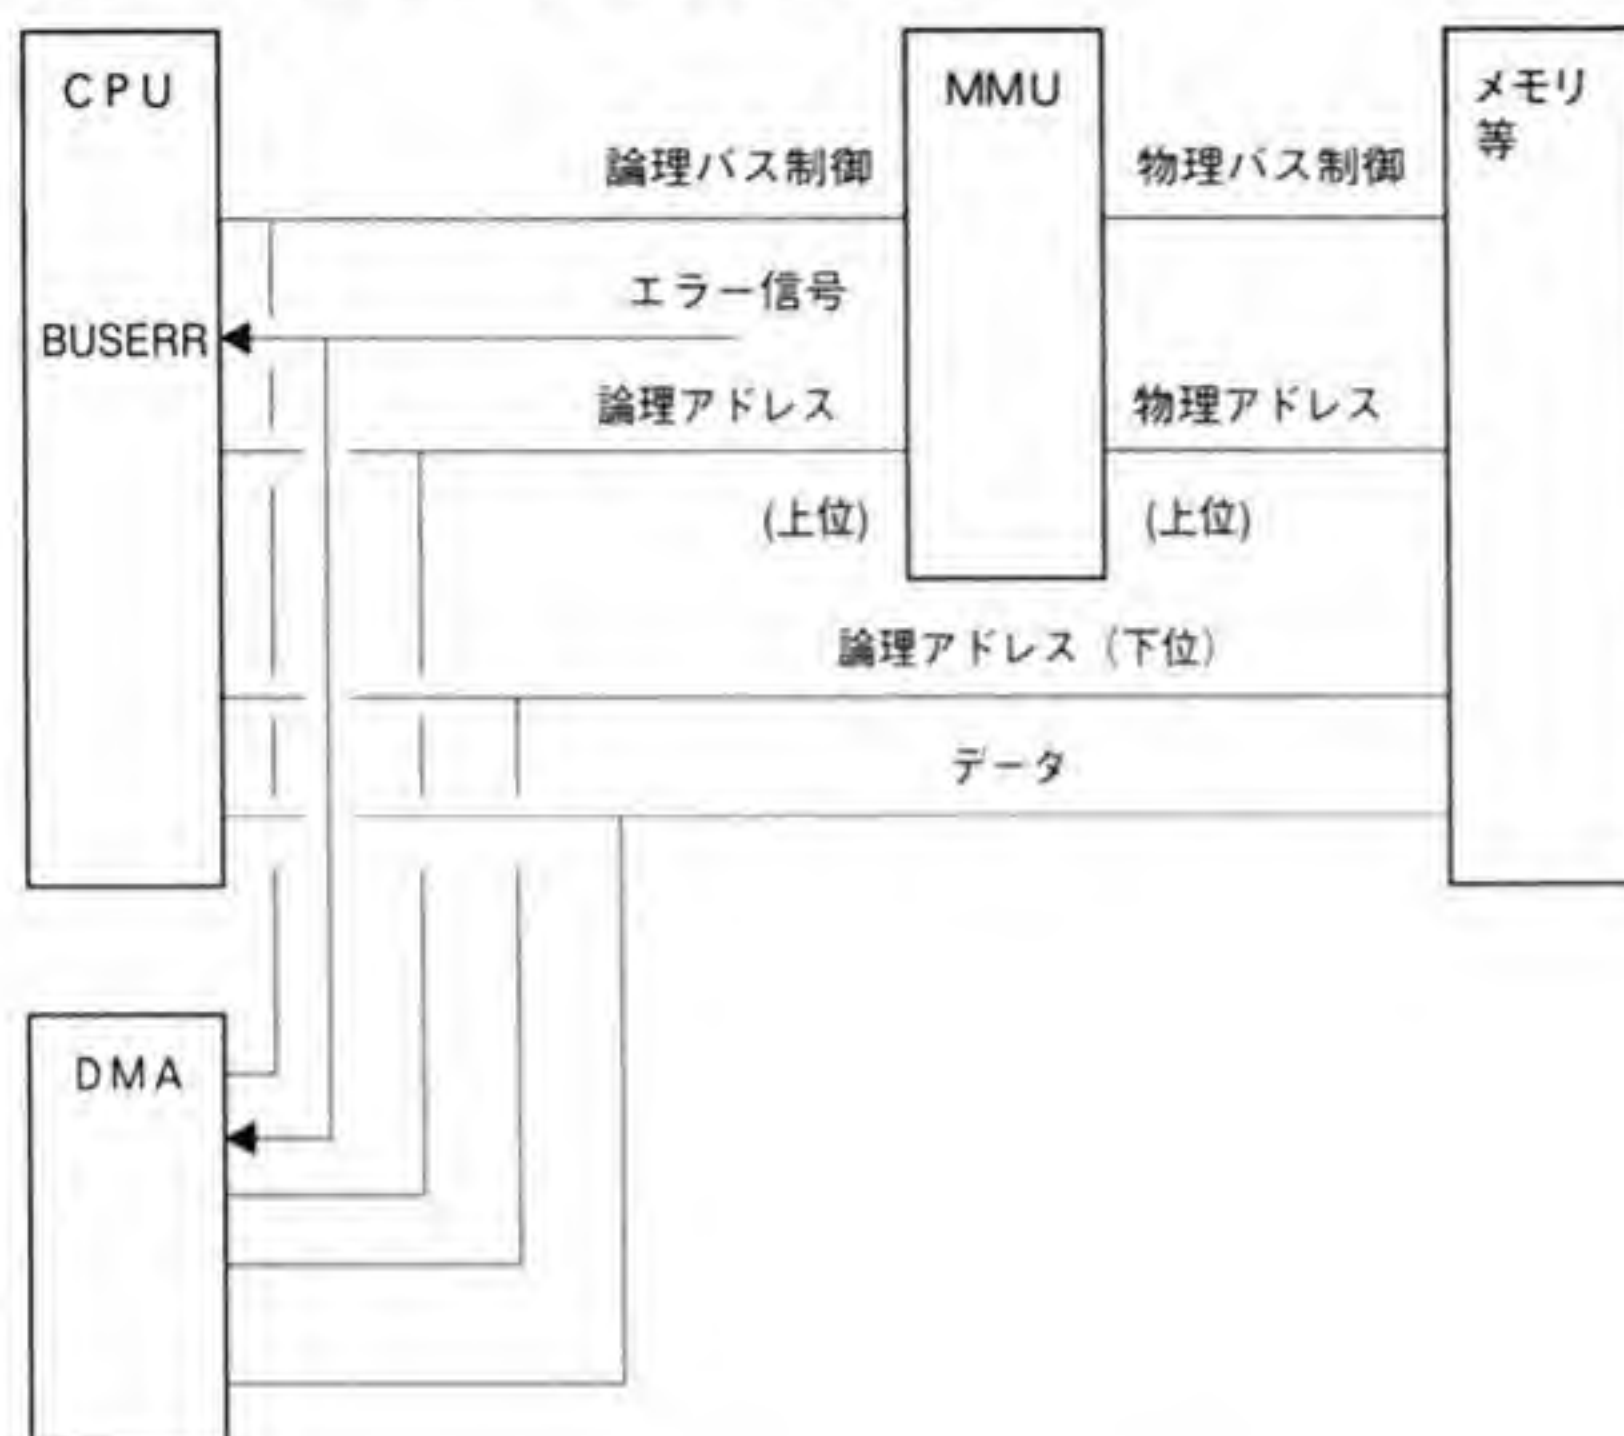 CPU
MMU
メモリ
等
論理バス制御
物理バス制御
エラー信号
BUSERR
論理アドレス
物理アドレス
(上位)
(上位)
論理アドレス (下位)
データ
DMA